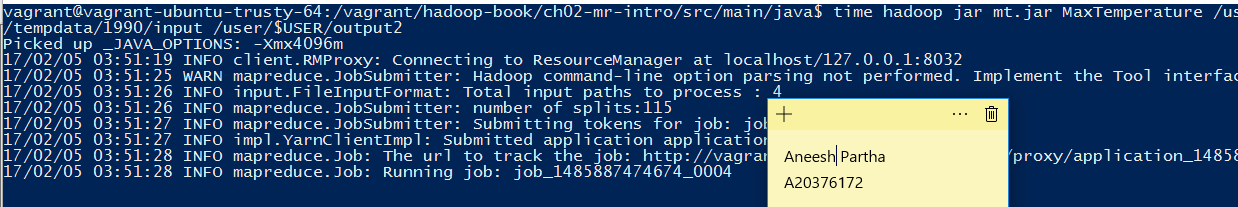 vagrant@vagrant-ubuntu-trusty-64:/vagrant/hadoop-book/ch02-mr-intro/src/main/java$ time hadoop jar mt.jar MaxTemperature /us
/tempdata/1990/input /user/$USER/output2
Picked up _JAVA_OPTIONS: -Xmx4096m
17/02/05 03:51:19 INFO client.RMProxy: Connecting to ResourceManager at localhost/127.0.0.1:8032
17/02/05 03:51:25 WARN mapreduce.JobSubmitter: Hadoop command-line option parsing not performed. Implement the Tool interfac
17/02/05 03:51:26 INFO input.FileInputFormat: Total input paths to process : 4
17/02/05 03:51:26 INFO mapreduce.JobSubmitter: number of splits:115
17/02/05 03:51:27 INFO mapreduce.JobSubmitter: Submitting tokens for job: job
17/02/05 03:51:27 INFO impl.YarnClientImpl: Submitted application application
17/02/05 03:51:28 INFO mapreduce.Job: The url to track the job: http://vagran /proxy/application_14858
17/02/05 03:51:28 INFO mapreduce.Job: Running job: job_1485887474674_0004
Aneesh Partha
A20376172